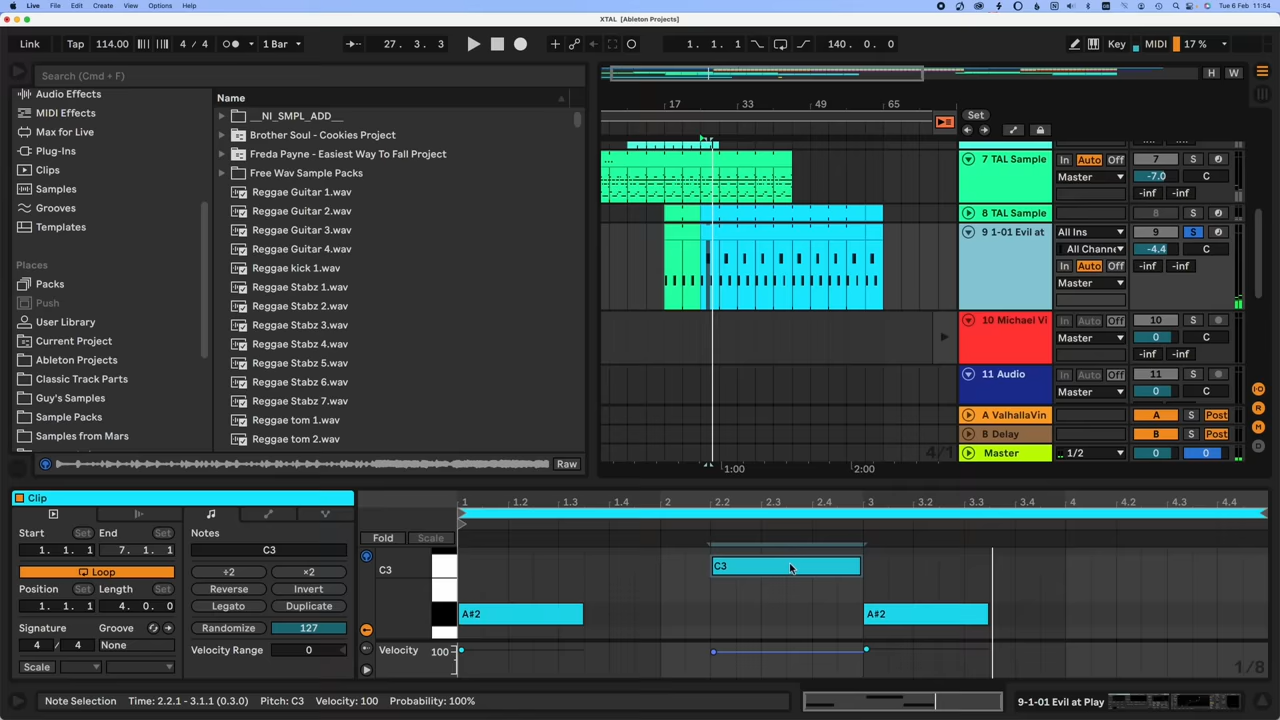 Live File Edit Create View Options Help
Tue 6 Feb 11:54
XTAL [Ableton Projects]
Link Tap 114.00 4 / 4 1 Bar 27 . 3 . 3 1 . 1 . 1 140 . 0 . 0 Key MIDI 17 %
Search (Cmd + F)
H W
Audio Effects
MIDI Effects
Max for Live
Plug-Ins
Clips
Samples
Grooves
Templates
Places
Packs
Push
User Library
Current Project
Ableton Projects
Classic Track Parts
Guy's Samples
Sample Packs
Samples from Mars
Name
__NI_SMPL_ADD__
Brother Soul - Cookies Project
Freda Payne - Easiest Way To Fall Project
Free Wav Sample Packs
Reggae Guitar 1.wav
Reggae Guitar 2.wav
Reggae Guitar 3.wav
Reggae Guitar 4.wav
Reggae kick 1.wav
Reggae Stabz 1.wav
Reggae Stabz 2.wav
Reggae Stabz 3.wav
Reggae Stabz 4.wav
Reggae Stabz 5.wav
Reggae Stabz 6.wav
Reggae Stabz 7.wav
Reggae tom 1.wav
Reggae tom 2.wav
Raw
17 33 49 65
Set
7 TAL Sample In Auto Off 7 S
Master -7.0 C
-inf -inf
8 TAL Sample 8 S
9 1-01 Evil at All Ins 9 S
All Channe -4.4 C
In Auto Off -inf -inf
Master
10 Michael Vi In Auto Off 10 S
Master 0 C
-inf -inf
11 Audio In Auto Off 11 S
Master 0 C
A ValhallaVin A S Post
B Delay B S Post
4/1 Master 1/2 0 0
1:00 2:00
Clip
Start Set End Set
1. 1. 1 7. 1. 1
Loop
Position Set Length Set
1. 1. 1 4. 0. 0
Signature Groove
4 / 4 None
Scale
Notes
C3
÷2 ×2
Reverse Invert
Legato Duplicate
Randomize 127
Velocity Range 0
1 1.2 1.3 1.4 2 2.2 2.3 2.4 3 3.2 3.3 3.4 4 4.2 4.3 4.4
Fold Scale
C3 C3
A#2 A#2
Velocity 100
1/8
Note Selection Time: 2.2.1 - 3.1.1 (0.3.0) Pitch: C3 Velocity: 100 Probability: 100%
9-1-01 Evil at Play